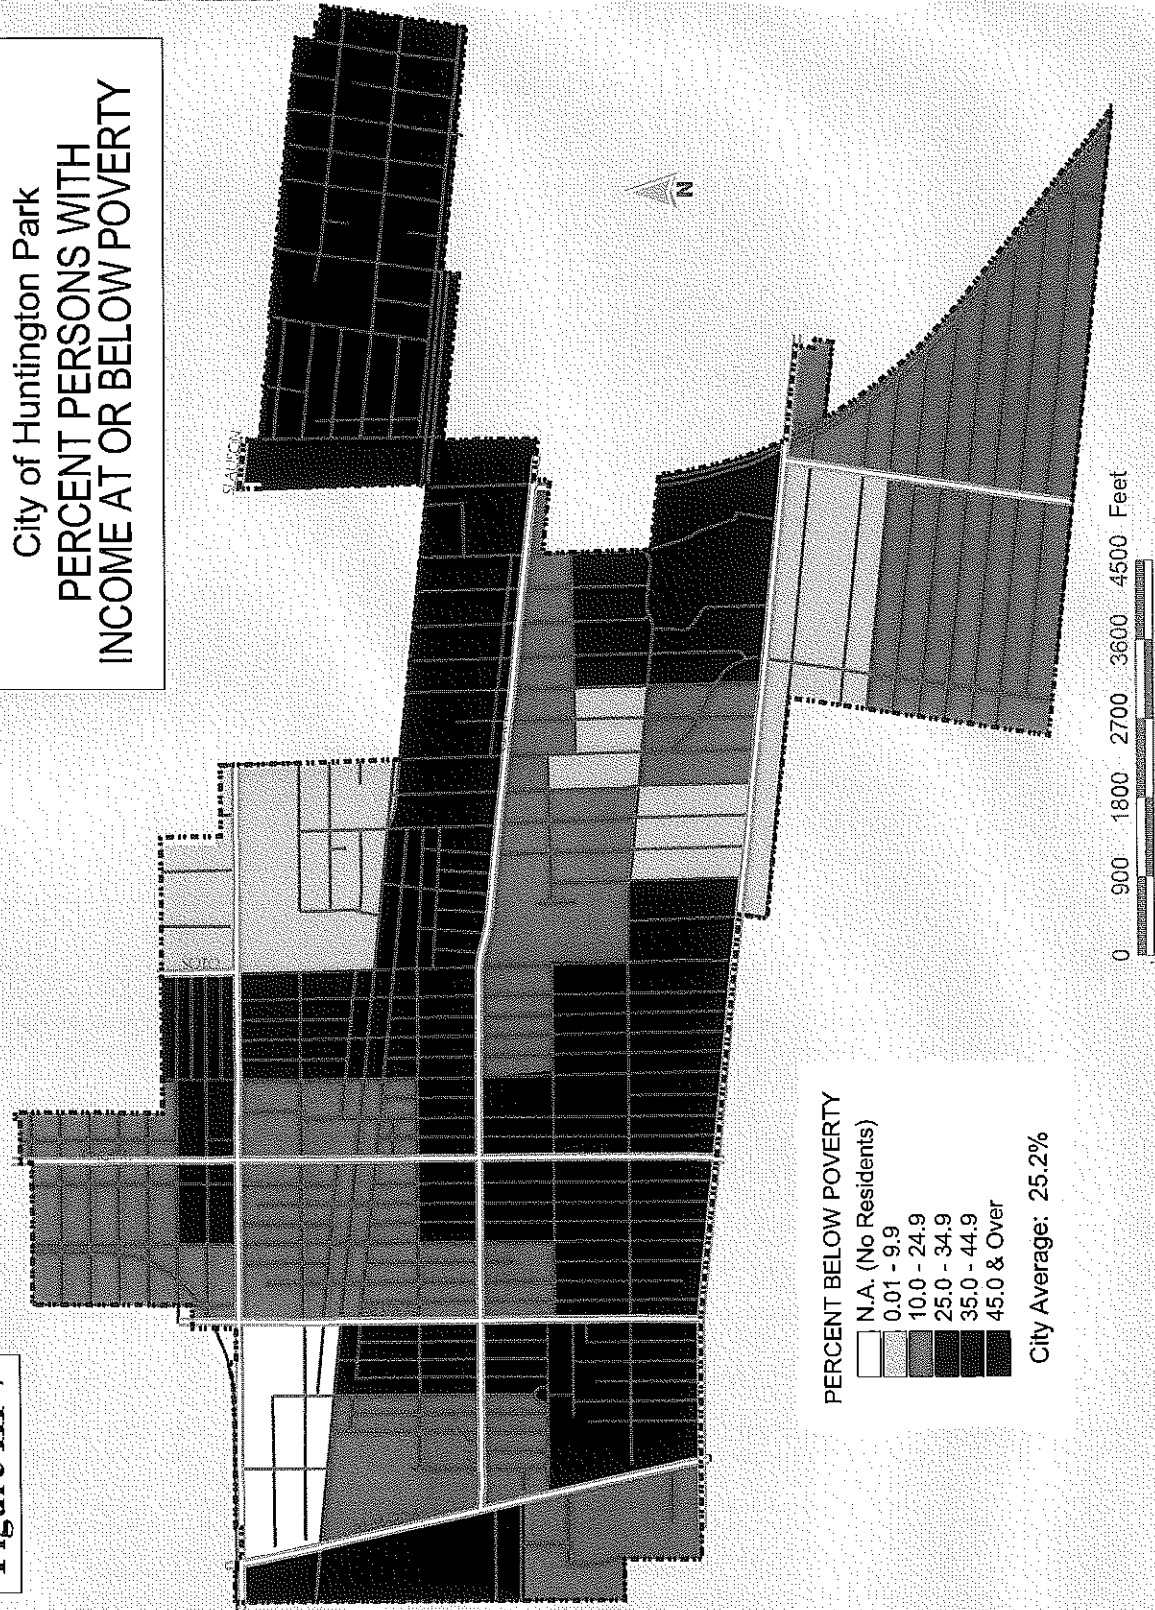 City of Huntington Park
PERCENT PERSONS WITH
INCOME AT OR BELOW POVERTY
SLAUSON
SOTO
N
PERCENT BELOW POVERTY
N.A. (No Residents)
0.01 - 9.9
10.0 - 24.9
25.0 - 34.9
35.0 - 44.9
45.0 & Over
City Average: 25.2%
0 900 1800 2700 3600 4500 Feet